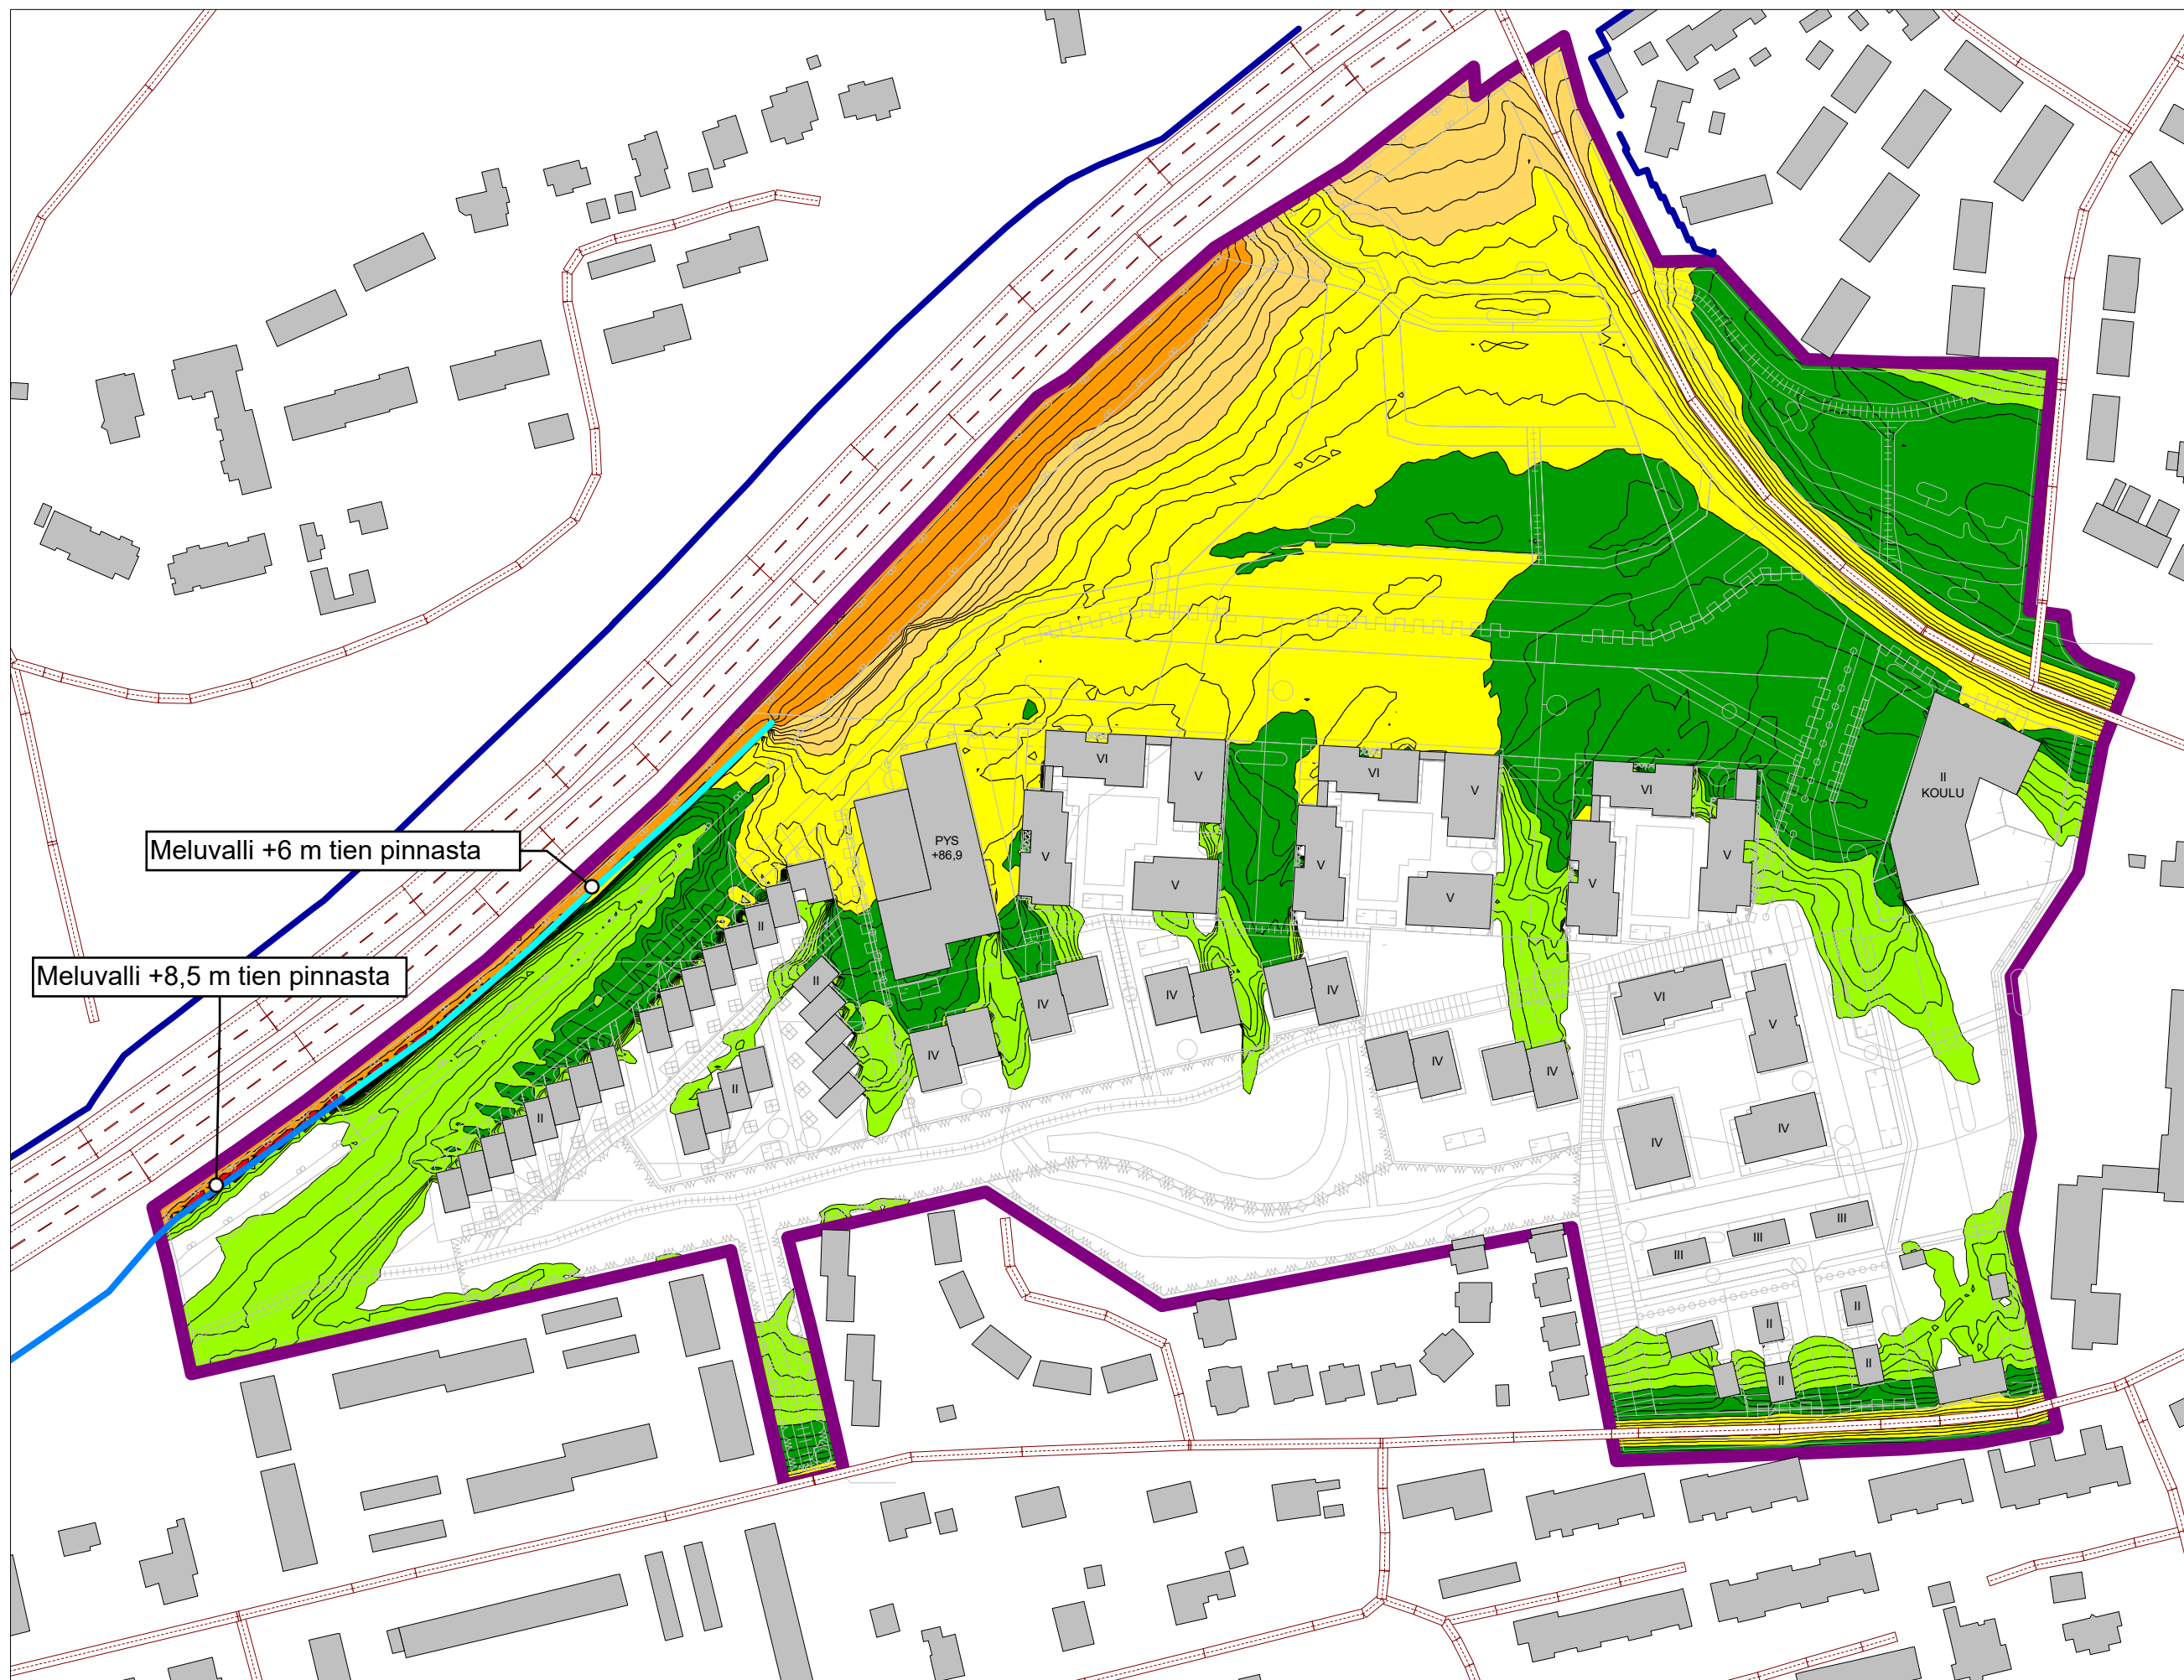 Meluvalli +6 m tien pinnasta
Meluvalli +8,5 m tien pinnasta
PYS
+86,9
VI
V
V
V
VI
V
V
V
VI
V
V
II
KOULU
II
II
II
II
IV
IV
IV
IV
IV
IV
VI
V
IV
IV
III
III
III
II
II
II
II